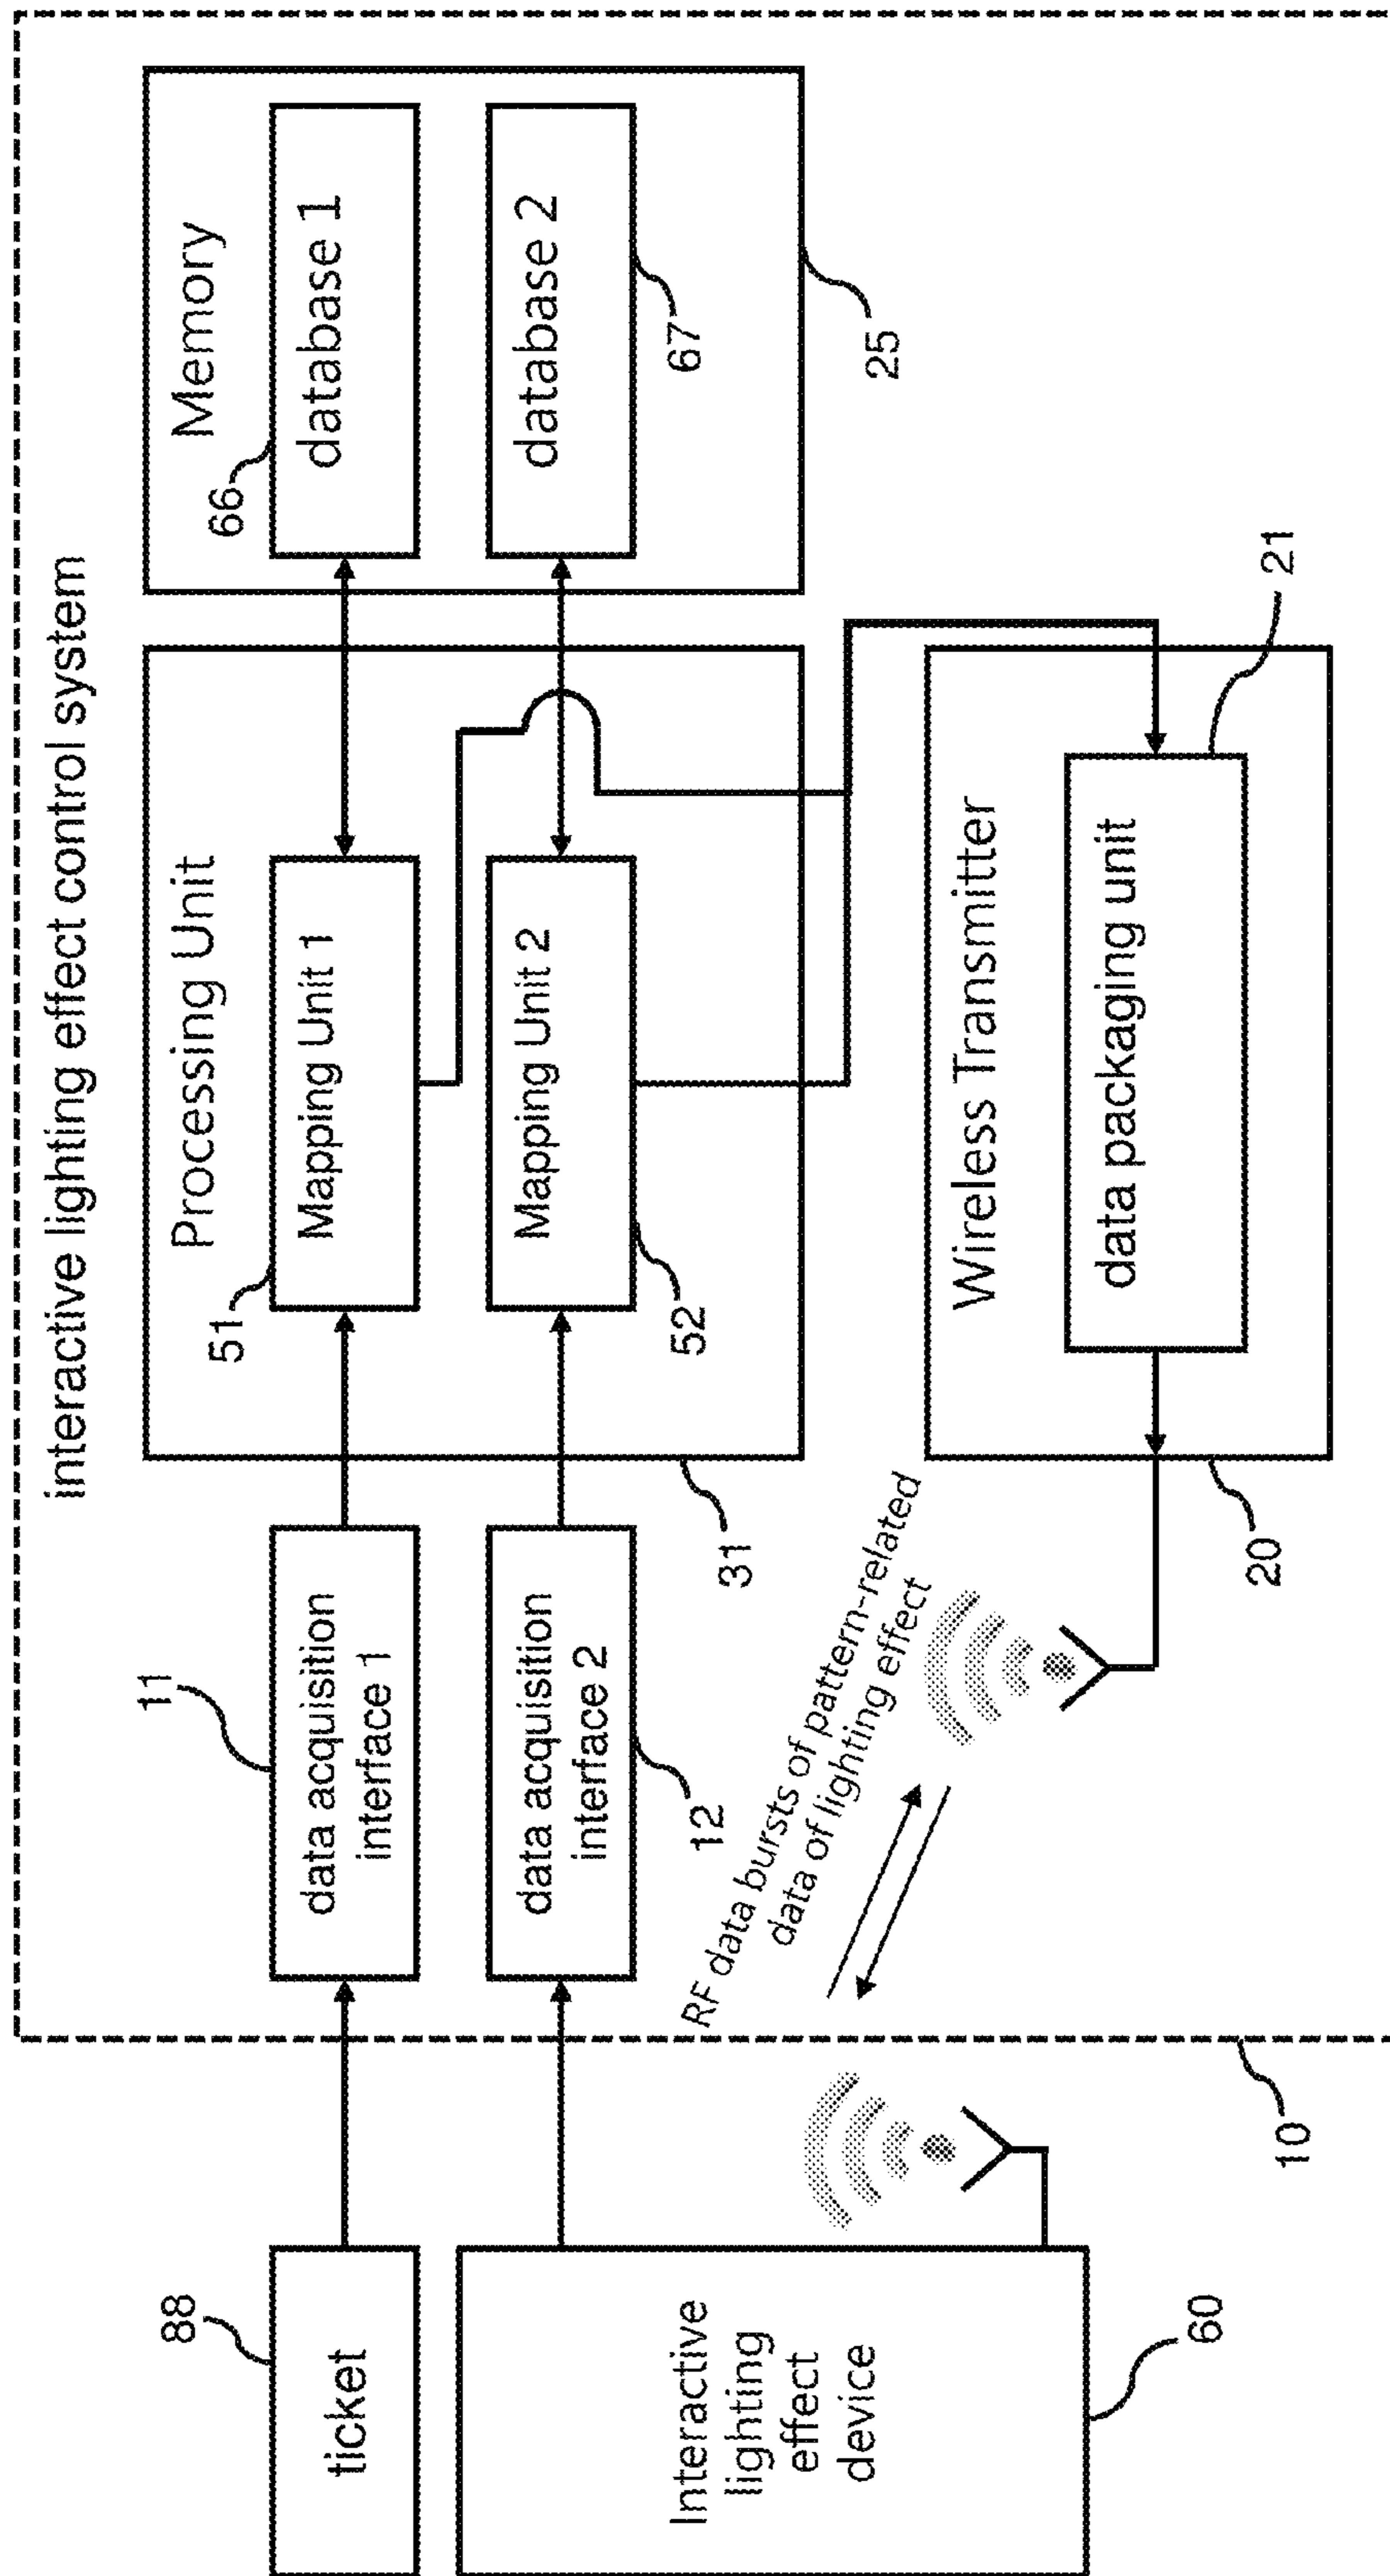 interactive lighting effect control system
88
ticket
11
data acquisition
interface 1
Processing Unit
51
Mapping Unit 1
Memory
66
database 1
Interactive
lighting
effect
device
60
data acquisition
interface 2
12
Mapping Unit 2
52
31
database 2
67
25
RF data bursts of pattern-related
data of lighting effect
Wireless Transmitter
data packaging unit
21
20
10